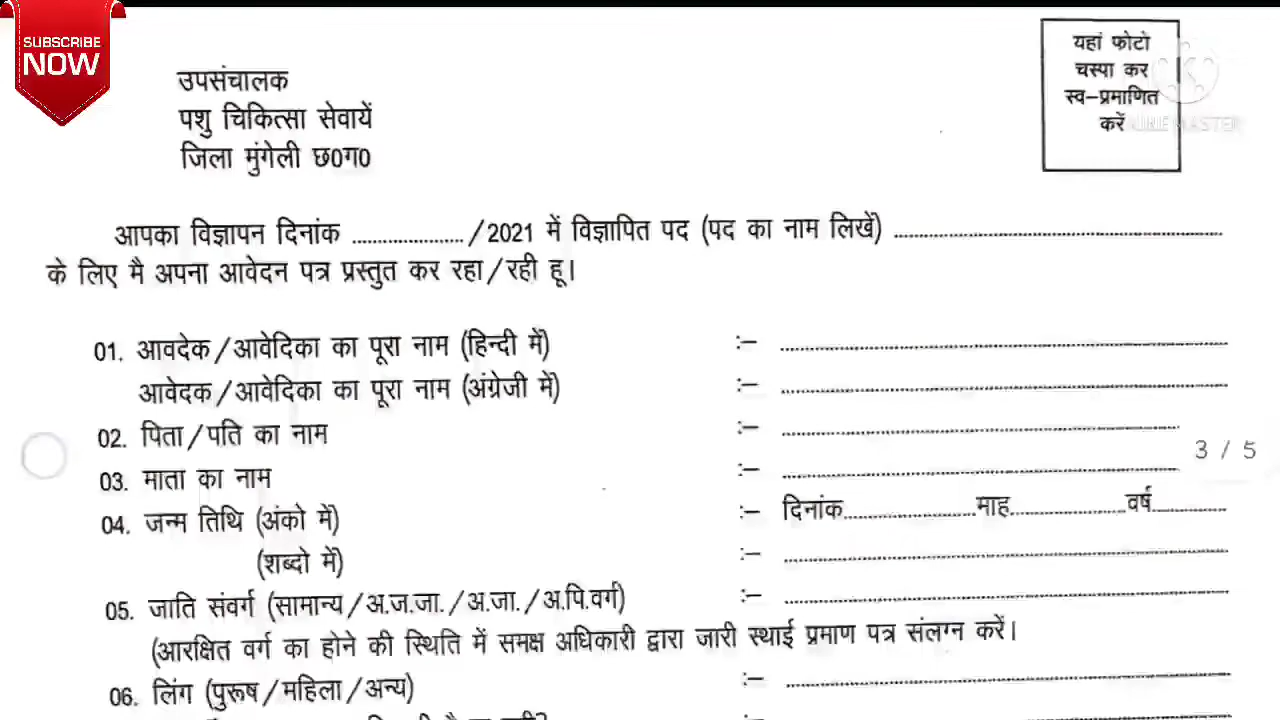 SUBSCRIBE
NOW
यहां फोटो
चस्पा कर
स्व-प्रमाणित
करें
KINEMASTER
उपसंचालक
पशु चिकित्सा सेवायें
जिला मुंगेली छ0ग0
आपका विज्ञापन दिनांक ...................... /2021 में विज्ञापित पद (पद का नाम लिखें) ..................................................................
के लिए मै अपना आवेदन पत्र प्रस्तुत कर रहा/रही हू।
01. आवदेक/आवेदिका का पूरा नाम (हिन्दी में) :– ..........................................................................................
आवेदक/आवेदिका का पूरा नाम (अंग्रेजी में) :– ..........................................................................................
02. पिता/पति का नाम :– ................................................................................
03. माता का नाम :– ................................................................................
3 / 5
04. जन्म तिथि (अंको में) :– दिनांक..........................माह.......................वर्ष...............
(शब्दो में) :– ..........................................................................................
05. जाति संवर्ग (सामान्य/अ.ज.जा./अ.जा./अ.पि.वर्ग) :– ..........................................................................................
(आरक्षित वर्ग का होने की स्थिति में समक्ष अधिकारी द्वारा जारी स्थाई प्रमाण पत्र संलग्न करें।
06. लिंग (पुरूष/महिला/अन्य) :– ..........................................................................................